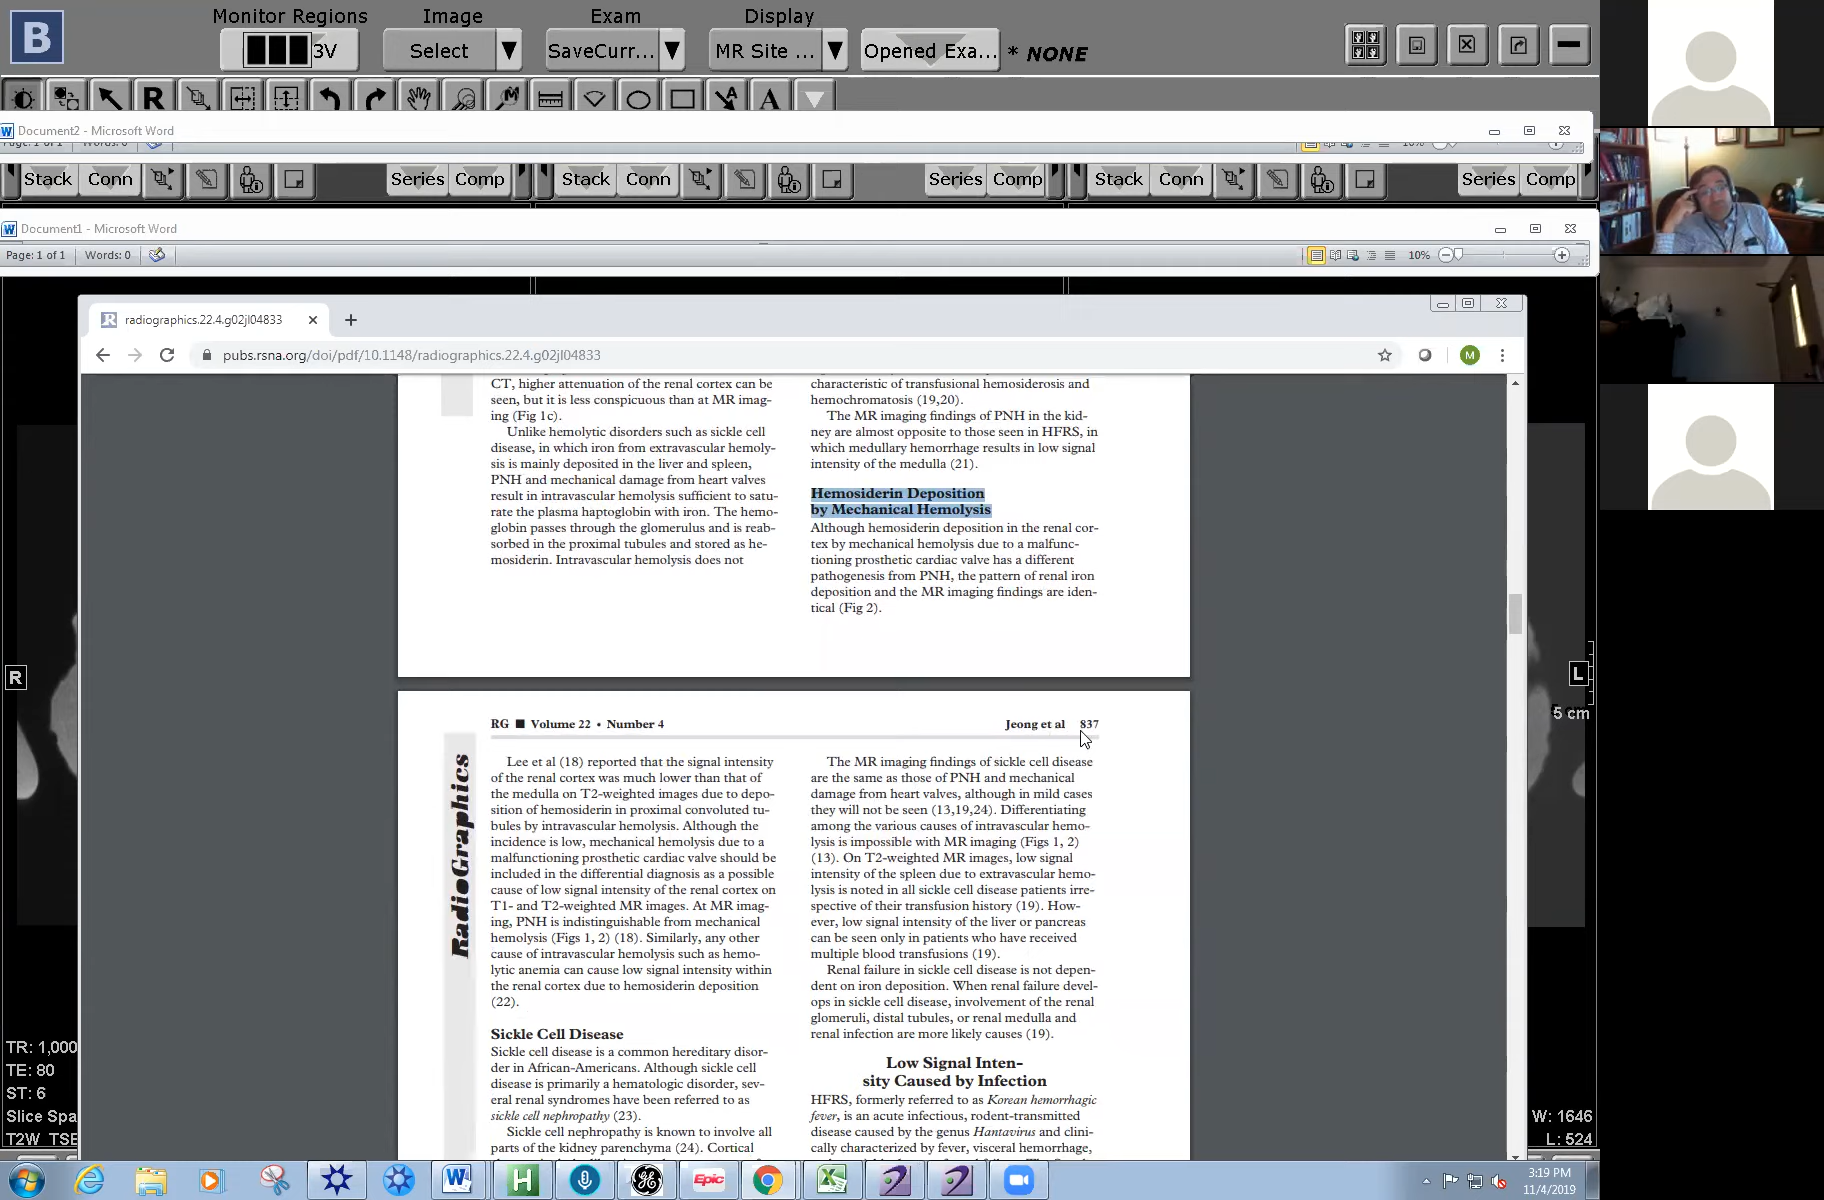 B
Monitor Regions
Image
Exam
Display
3V
Select
SaveCurr...
MR Site ...
Opened Exa...
* NONE
R
A
Document2 - Microsoft Word
Page: 1 of 1 Words: 0
10%
Stack Conn Series Comp
Stack Conn Series Comp
Stack Conn Series Comp
Document1 - Microsoft Word
Page: 1 of 1 Words: 0
10%
radiographics.22.4.g02jl04833
pubs.rsna.org/doi/pdf/10.1148/radiographics.22.4.g02jl04833
M
CT, higher attenuation of the renal cortex can be
seen, but it is less conspicuous than at MR imag-
ing (Fig 1c).
Unlike hemolytic disorders such as sickle cell
disease, in which iron from extravascular hemoly-
sis is mainly deposited in the liver and spleen,
PNH and mechanical damage from heart valves
result in intravascular hemolysis sufficient to satu-
rate the plasma haptoglobin with iron. The hemo-
globin passes through the glomerulus and is reab-
sorbed in the proximal tubules and stored as he-
mosiderin. Intravascular hemolysis does not
characteristic of transfusional hemosiderosis and
hemochromatosis (19,20).
The MR imaging findings of PNH in the kid-
ney are almost opposite to those seen in HFRS, in
which medullary hemorrhage results in low signal
intensity of the medulla (21).
Hemosiderin Deposition
by Mechanical Hemolysis
Although hemosiderin deposition in the renal cor-
tex by mechanical hemolysis due to a malfunc-
tioning prosthetic cardiac valve has a different
pathogenesis from PNH, the pattern of renal iron
deposition and the MR imaging findings are iden-
tical (Fig 2).
RG ■ Volume 22 • Number 4
Jeong et al 837
RadioGraphics
Lee et al (18) reported that the signal intensity
of the renal cortex was much lower than that of
the medulla on T2-weighted images due to depo-
sition of hemosiderin in proximal convoluted tu-
bules by intravascular hemolysis. Although the
incidence is low, mechanical hemolysis due to a
malfunctioning prosthetic cardiac valve should be
included in the differential diagnosis as a possible
cause of low signal intensity of the renal cortex on
T1- and T2-weighted MR images. At MR imag-
ing, PNH is indistinguishable from mechanical
hemolysis (Figs 1, 2) (18). Similarly, any other
cause of intravascular hemolysis such as hemo-
lytic anemia can cause low signal intensity within
the renal cortex due to hemosiderin deposition
(22).
Sickle Cell Disease
Sickle cell disease is a common hereditary disor-
der in African-Americans. Although sickle cell
disease is primarily a hematologic disorder, sev-
eral renal syndromes have been referred to as
sickle cell nephropathy (23).
Sickle cell nephropathy is known to involve all
parts of the kidney parenchyma (24). Cortical
The MR imaging findings of sickle cell disease
are the same as those of PNH and mechanical
damage from heart valves, although in mild cases
they will not be seen (13,19,24). Differentiating
among the various causes of intravascular hemo-
lysis is impossible with MR imaging (Figs 1, 2)
(13). On T2-weighted MR images, low signal
intensity of the spleen due to extravascular hemo-
lysis is noted in all sickle cell disease patients irre-
spective of their transfusion history (19). How-
ever, low signal intensity of the liver or pancreas
can be seen only in patients who have received
multiple blood transfusions (19).
Renal failure in sickle cell disease is not depen-
dent on iron deposition. When renal failure devel-
ops in sickle cell disease, involvement of the renal
glomeruli, distal tubules, or renal medulla and
renal infection are more likely causes (19).
Low Signal Inten-
sity Caused by Infection
HFRS, formerly referred to as Korean hemorrhagic
fever, is an acute infectious, rodent-transmitted
disease caused by the genus Hantavirus and clini-
cally characterized by fever, visceral hemorrhage,
R
L
5 cm
TR: 1,000
TE: 80
ST: 6
Slice Spa
T2W_TSE
W: 1646
L: 524
Epic
3:19 PM
11/4/2019